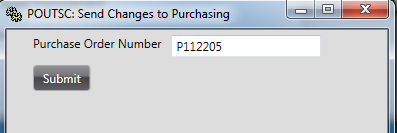 POUTSC: Send Changes to Purchasing
Purchase Order Number P112205
Submit